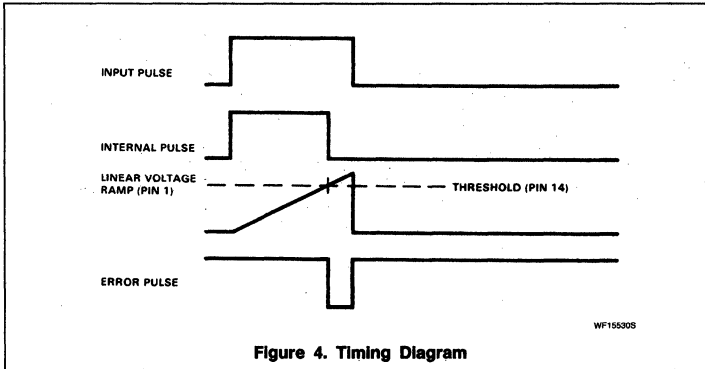 INPUT PULSE
INTERNAL PULSE
LINEAR VOLTAGE
RAMP (PIN 1)
THRESHOLD (PIN 14)
ERROR PULSE
WF15530S
Figure 4. Timing Diagram